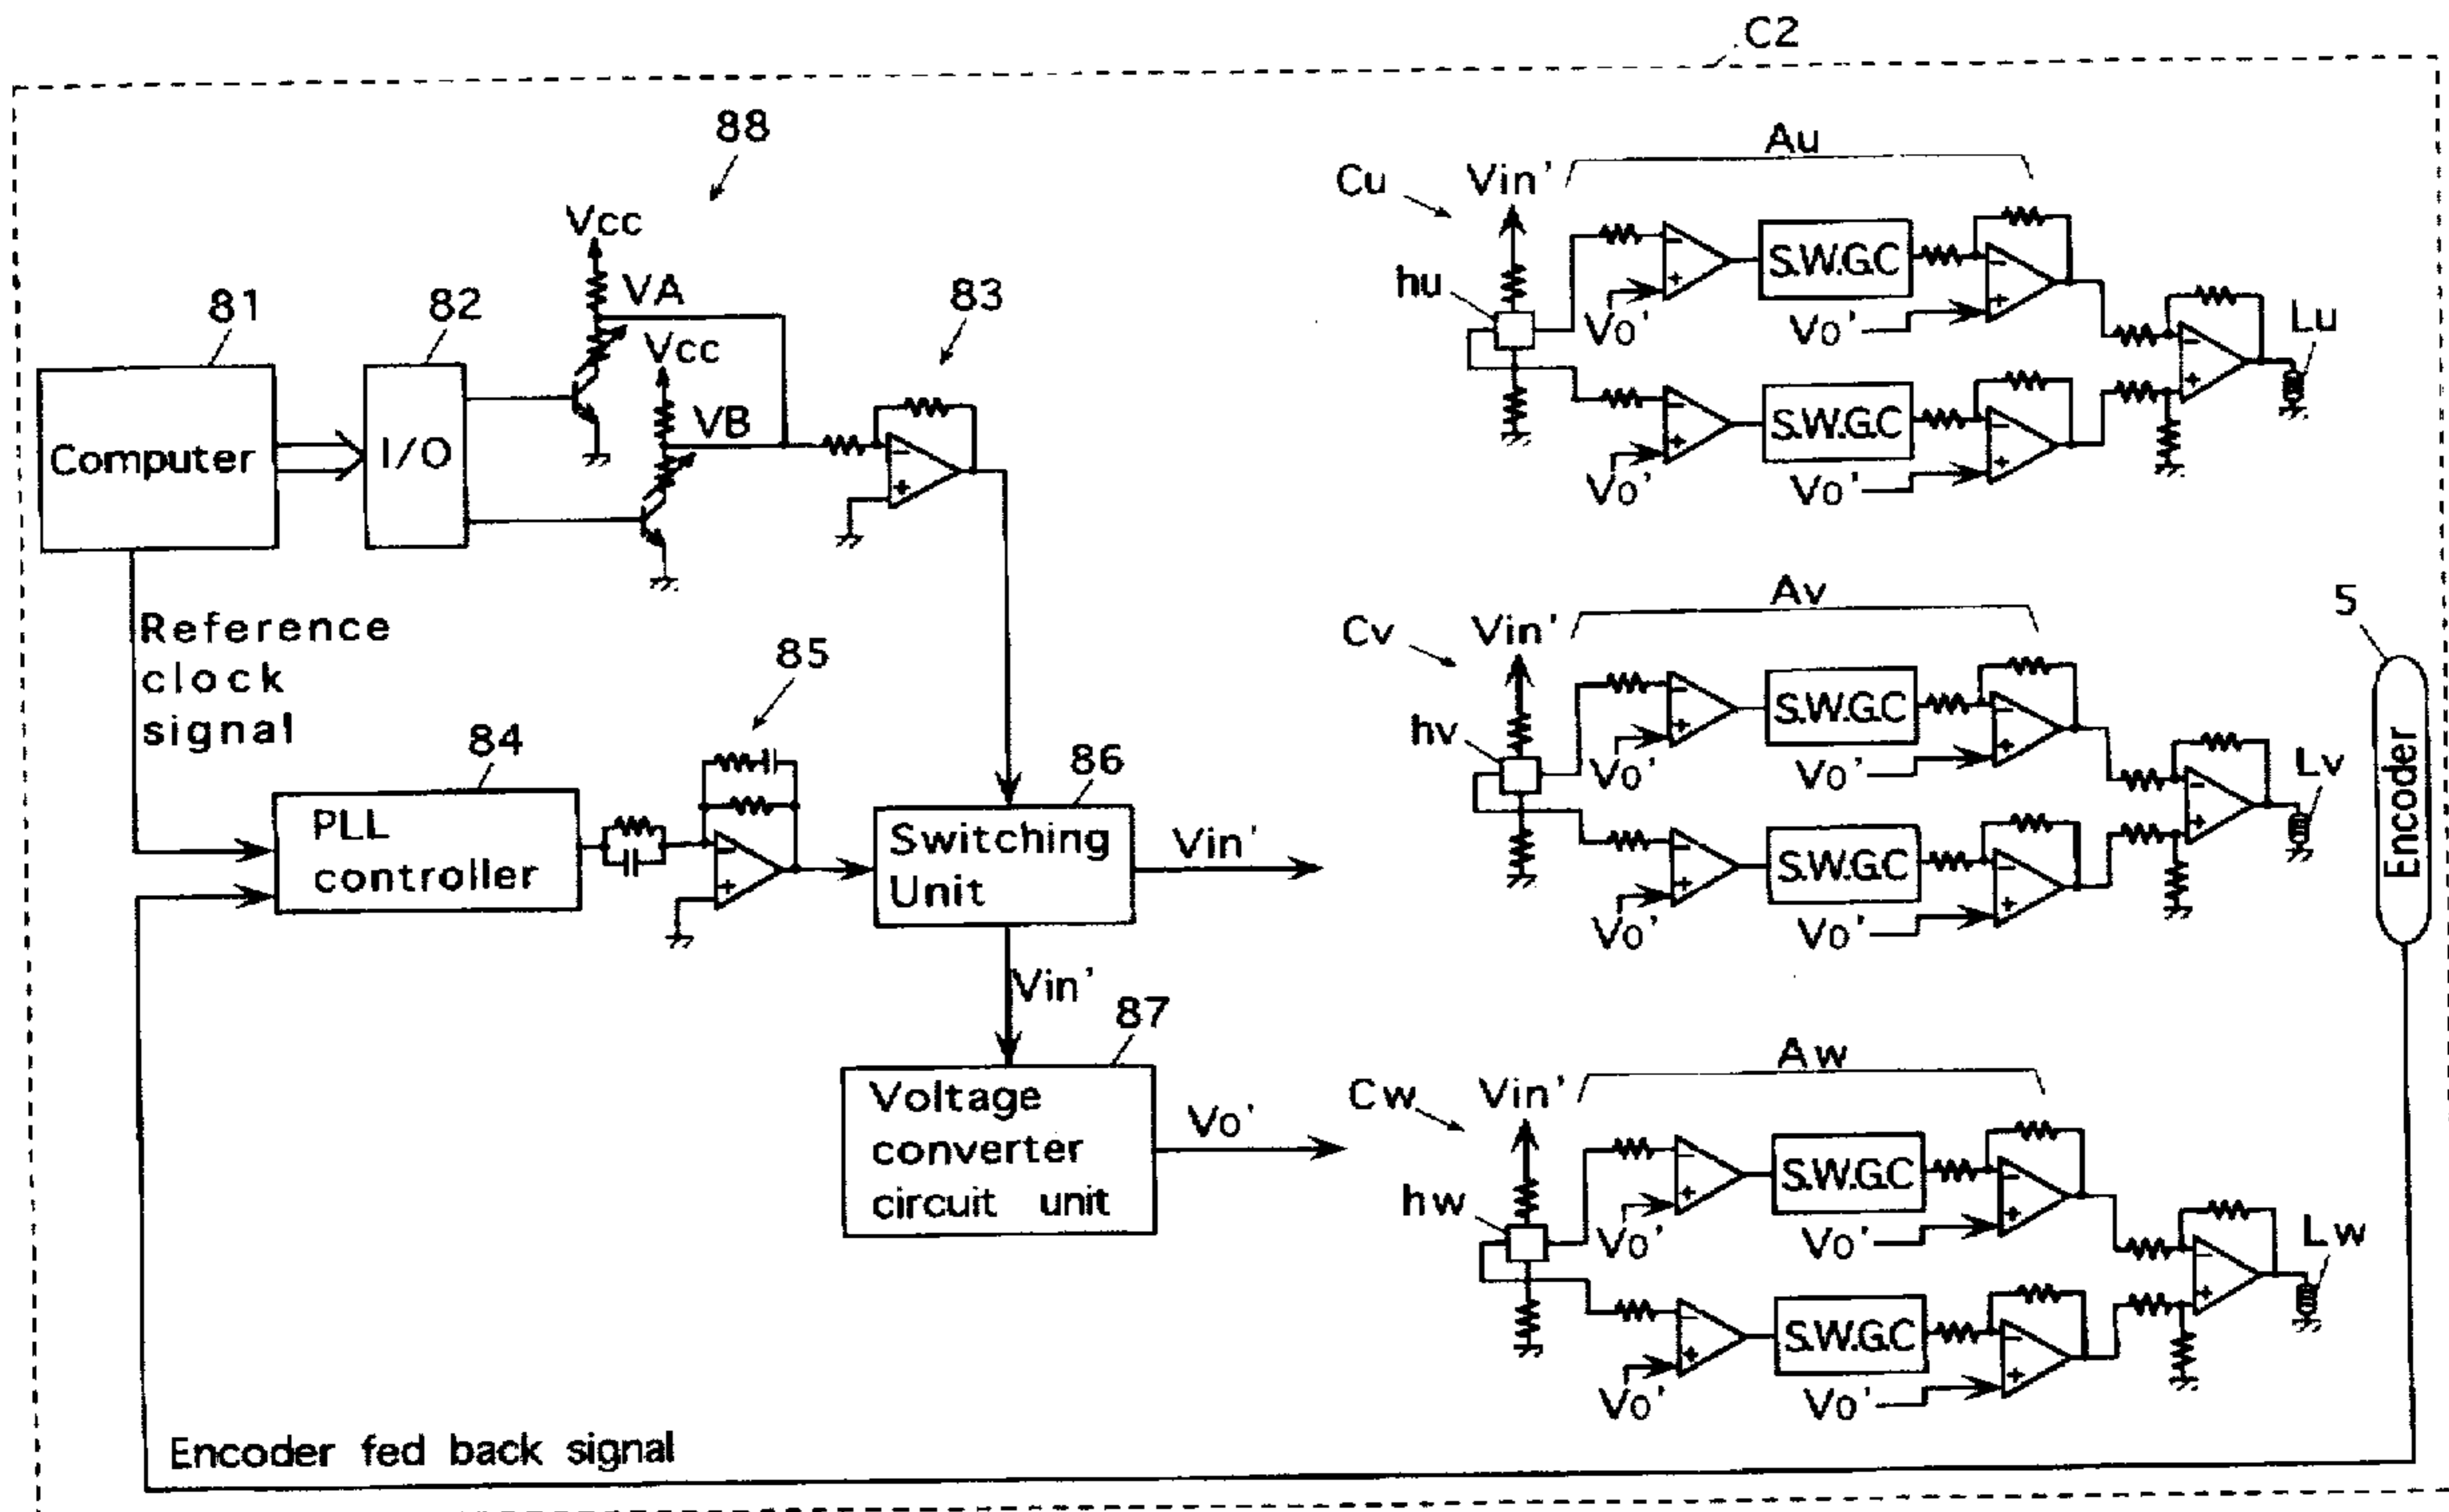 C2
88
Vcc
VA
Vcc
VB
81
82
83
Computer
I/O
Reference
clock
signal
85
84
86
PLL
controller
Switching
Unit
Vin'
Vin'
87
Voltage
converter
circuit unit
Vo'
Encoder fed back signal
Au
Cu
Vin'
hu
S.W.G.C
Vo'
Vo'
Lu
S.W.G.C
Vo'
Vo'
Av
Cv
Vin'
hv
S.W.G.C
Vo'
Vo'
Lv
S.W.G.C
Vo'
Vo'
5
Encoder
Aw
Cw
Vin'
hw
S.W.G.C
Vo'
Vo'
Lw
S.W.G.C
Vo'
Vo'